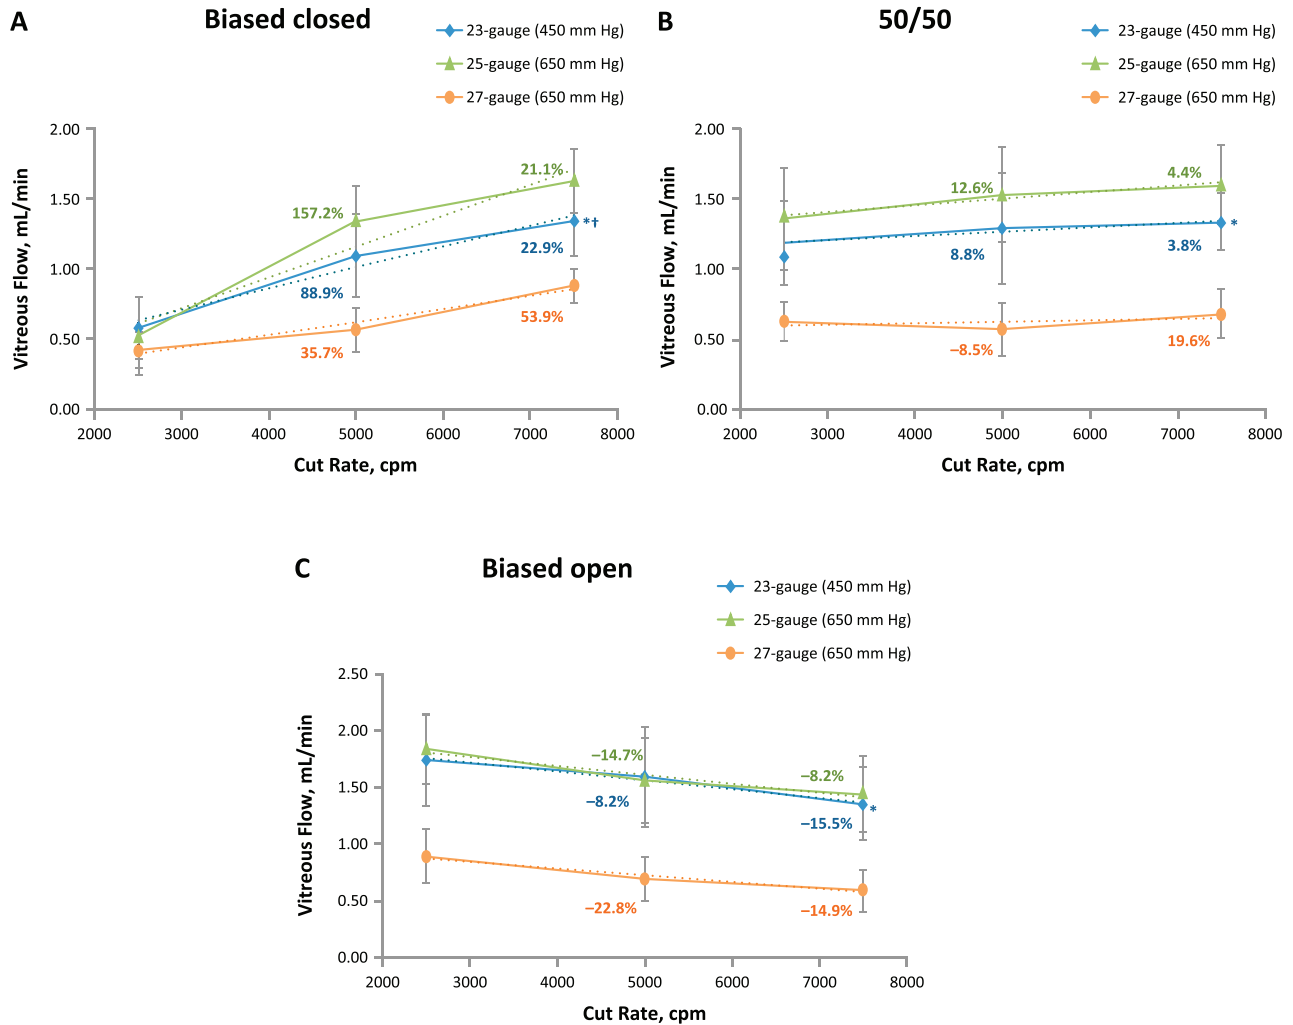 A
Biased closed
23-gauge (450 mm Hg)
25-gauge (650 mm Hg)
27-gauge (650 mm Hg)
Vitreous Flow, mL/min
2.00
1.50
1.00
0.50
0.00
157.2%
21.1%
*†
88.9%
22.9%
35.7%
53.9%
2000 3000 4000 5000 6000 7000 8000
Cut Rate, cpm
B
50/50
23-gauge (450 mm Hg)
25-gauge (650 mm Hg)
27-gauge (650 mm Hg)
Vitreous Flow, mL/min
2.00
1.50
1.00
0.50
0.00
12.6%
4.4%
*
8.8%
3.8%
–8.5%
19.6%
2000 3000 4000 5000 6000 7000 8000
Cut Rate, cpm
C
Biased open
23-gauge (450 mm Hg)
25-gauge (650 mm Hg)
27-gauge (650 mm Hg)
Vitreous Flow, mL/min
2.50
2.00
1.50
1.00
0.50
0.00
–14.7%
–8.2%
–8.2%
*
–15.5%
–22.8%
–14.9%
2000 3000 4000 5000 6000 7000 8000
Cut Rate, cpm